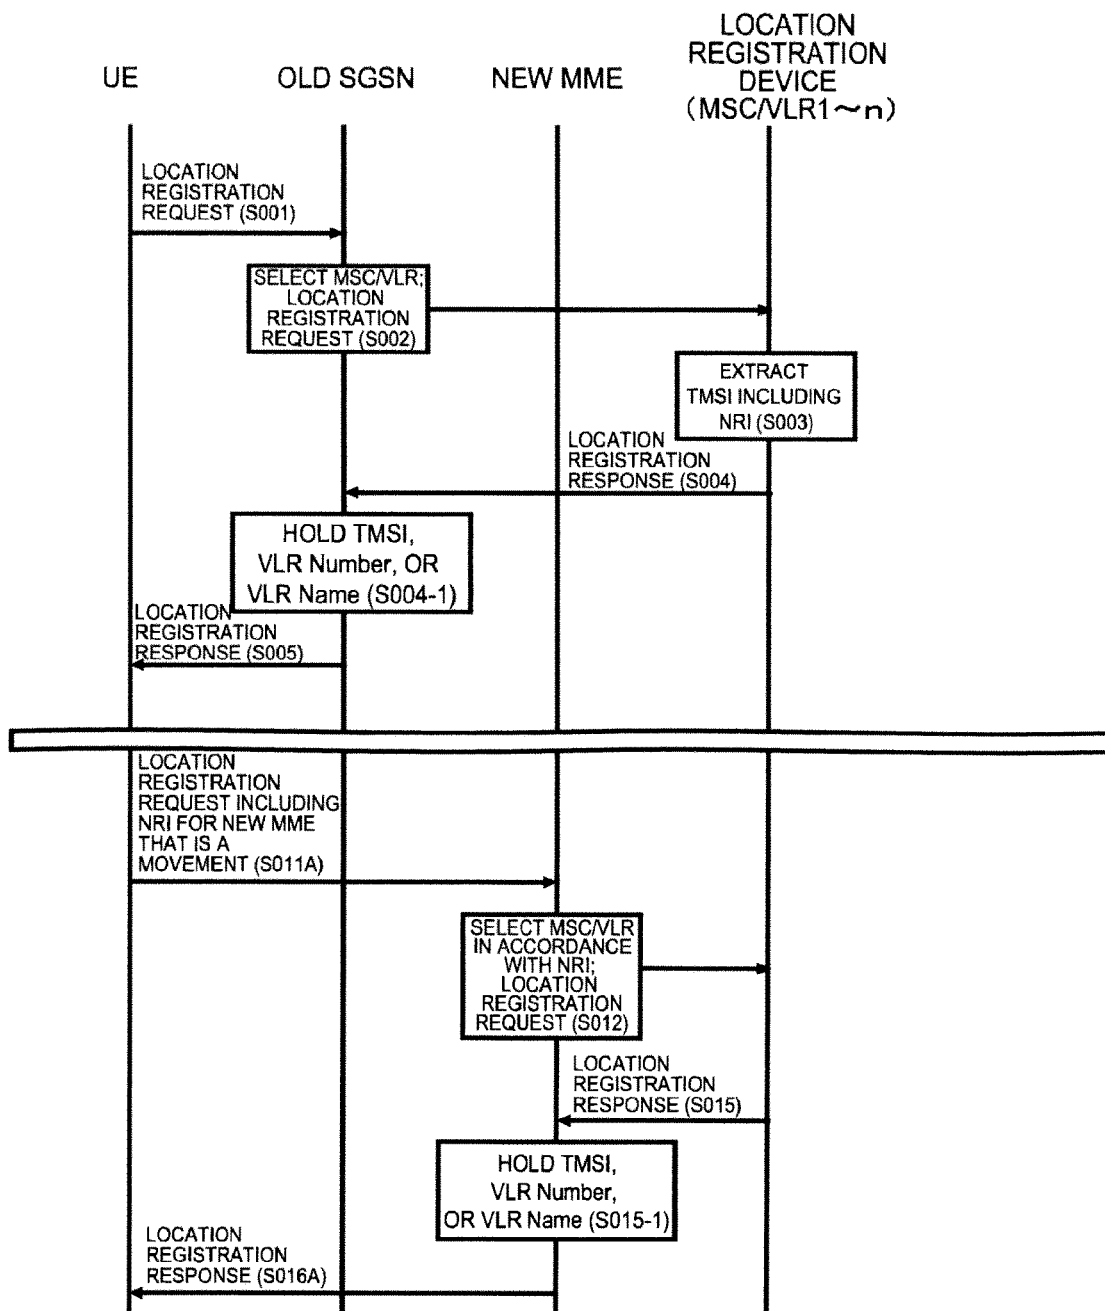 UE
OLD SGSN
NEW MME
LOCATION
REGISTRATION
DEVICE
(MSC/VLR1～n)
LOCATION
REGISTRATION
REQUEST (S001)
SELECT MSC/VLR;
LOCATION
REGISTRATION
REQUEST (S002)
EXTRACT
TMSI INCLUDING
NRI (S003)
LOCATION
REGISTRATION
RESPONSE (S004)
HOLD TMSI,
VLR Number, OR
VLR Name (S004-1)
LOCATION
REGISTRATION
RESPONSE (S005)
LOCATION
REGISTRATION
REQUEST INCLUDING
NRI FOR NEW MME
THAT IS A
MOVEMENT (S011A)
SELECT MSC/VLR
IN ACCORDANCE
WITH NRI;
LOCATION
REGISTRATION
REQUEST (S012)
LOCATION
REGISTRATION
RESPONSE (S015)
HOLD TMSI,
VLR Number,
OR VLR Name (S015-1)
LOCATION
REGISTRATION
RESPONSE (S016A)